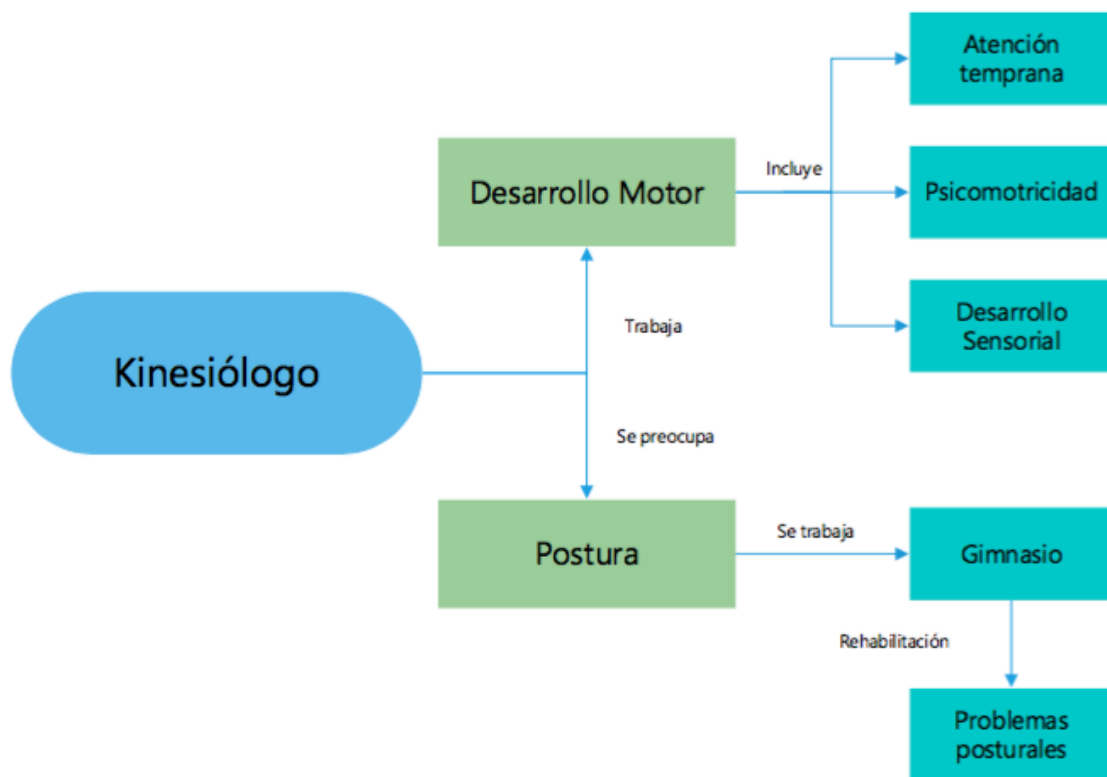 Atención
temprana
Desarrollo Motor
Incluye
Psicomotricidad
Desarrollo
Sensorial
Trabaja
Kinesiólogo
Se preocupa
Postura
Se trabaja
Gimnasio
Rehabilitación
Problemas
posturales